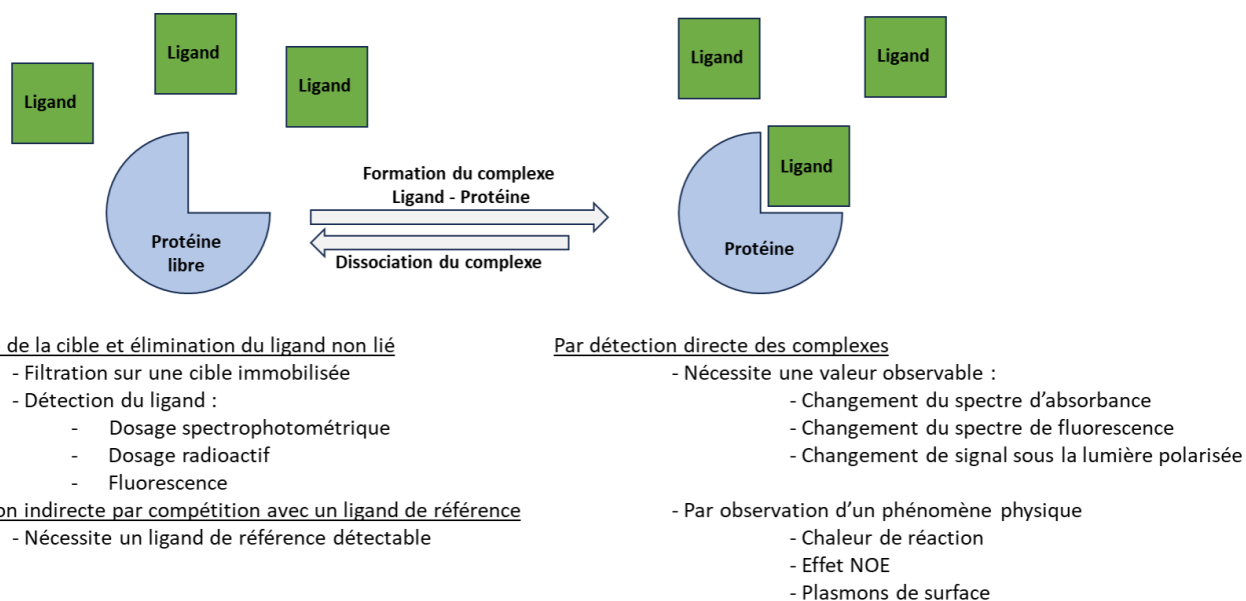 Ligand
Ligand
Ligand
Ligand
Ligand
Ligand
Protéine
libre
Formation du complexe
Ligand - Protéine
Dissociation du complexe
Protéine
de la cible et élimination du ligand non lié
- Filtration sur une cible immobilisée
- Détection du ligand :
- Dosage spectrophotométrique
- Dosage radioactif
- Fluorescence
indirecte par compétition avec un ligand de référence
- Nécessite un ligand de référence détectable
Par détection directe des complexes
- Nécessite une valeur observable :
- Changement du spectre d'absorbance
- Changement du spectre de fluorescence
- Changement de signal sous la lumière polarisée
- Par observation d'un phénomène physique
- Chaleur de réaction
- Effet NOE
- Plasmons de surface